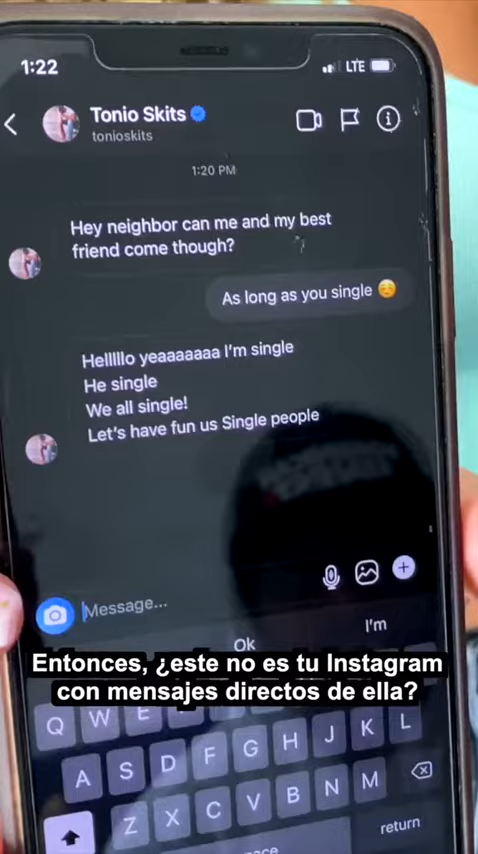 1:22
LTE
Tonio Skits
tonioskits
1:20 PM
Hey neighbor can me and my best
friend come though?
As long as you single ☺️
Hellllo yeaaaaaaa I'm single
He single
We all single!
Let's have fun us Single people
Message...
Ok
I'm
Entonces, ¿este no es tu Instagram
con mensajes directos de ella?
Q W E
L
A S D F G H J K
Z X C V B N M
return